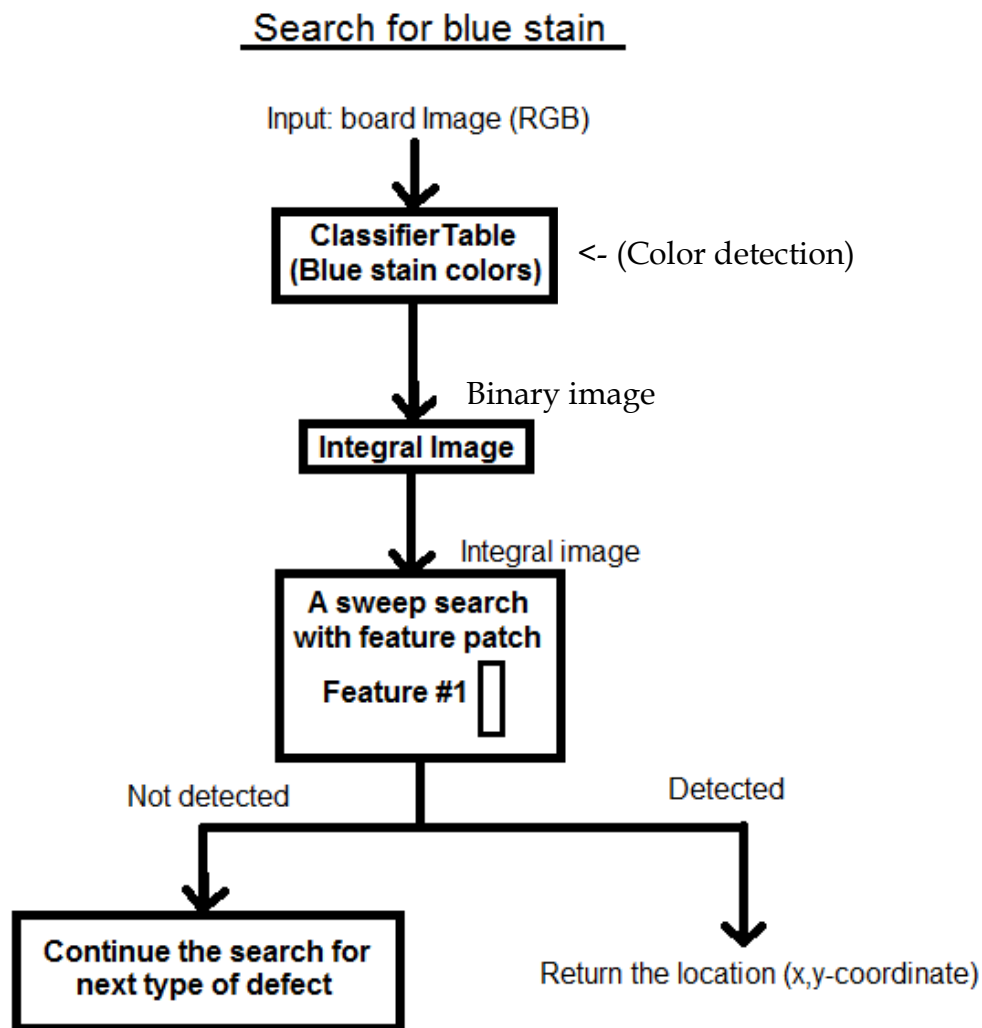 Search for blue stain
Input: board Image (RGB)
ClassifierTable
(Blue stain colors)
<- (Color detection)
Binary image
Integral Image
Integral image
A sweep search
with feature patch
Feature #1
Not detected
Detected
Continue the search for
next type of defect
Return the location (x,y-coordinate)